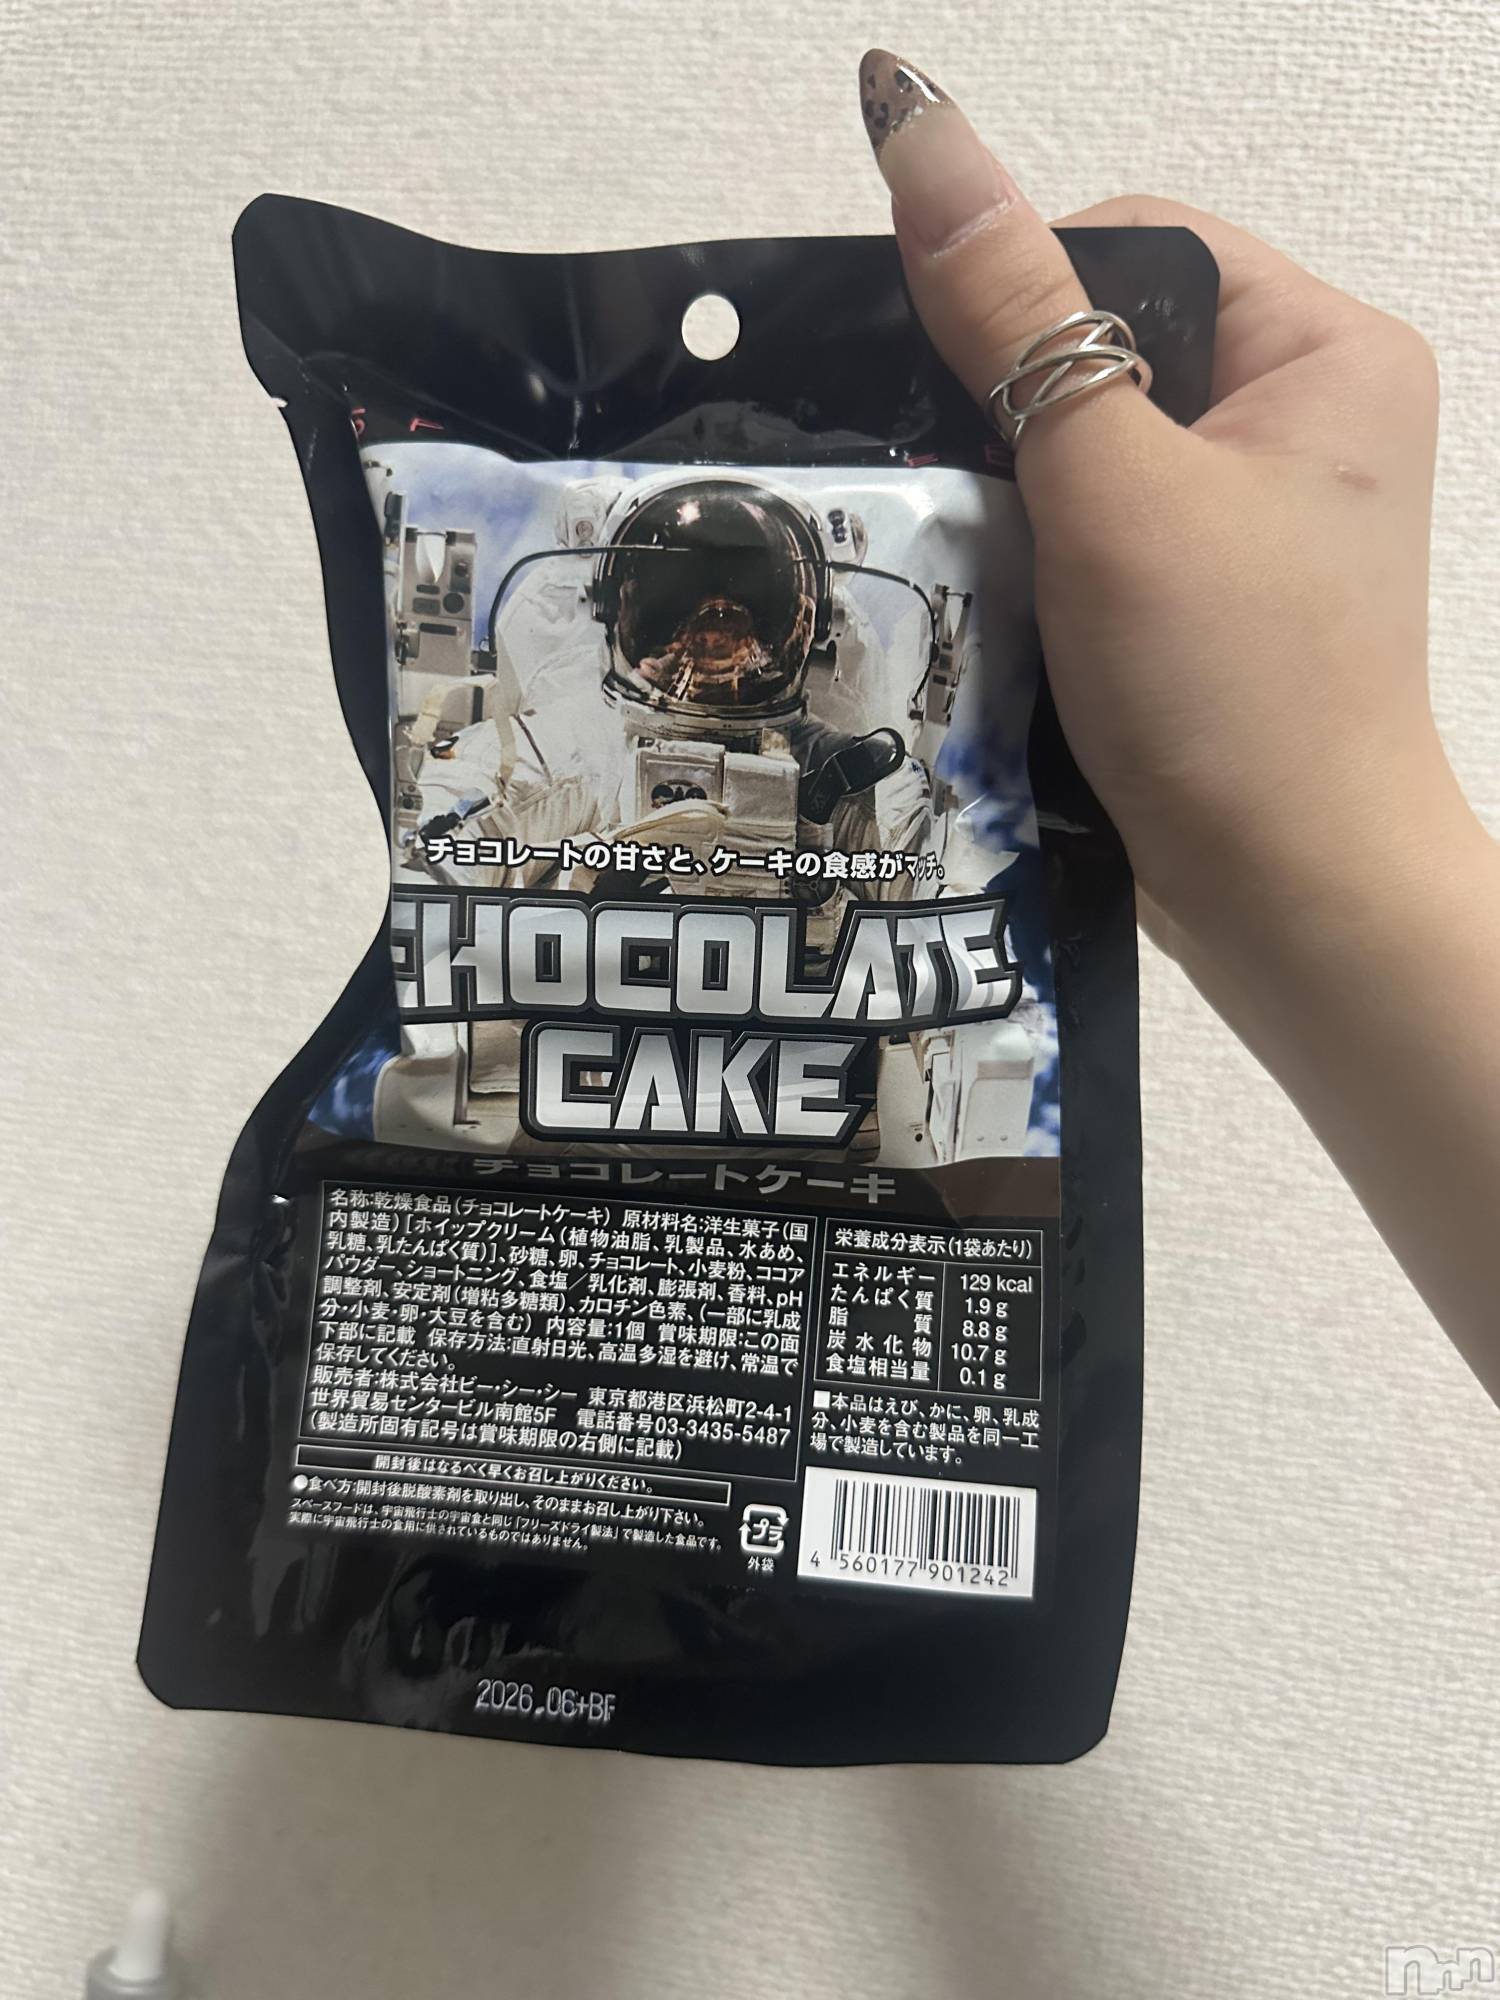 チョコレートの甘さと、ケーキの食感がマッチ。
CHOCOLATE
CAKE
チョコレートケーキ
名称:乾燥食品(チョコレートケーキ) 原材料名:洋生菓子(国
内製造)[ホイップクリーム(植物油脂、乳製品、水あめ、
乳糖、乳たんぱく質)]、砂糖、卵、チョコレート、小麦粉、ココア
パウダー、ショートニング、食塩/乳化剤、膨張剤、香料、pH
調整剤、安定剤(増粘多糖類)、カロチン色素、(一部に乳成
分・小麦・卵・大豆を含む) 内容量:1個 賞味期限:この面
下部に記載 保存方法:直射日光、高温多湿を避け、常温で
保存してください。
販売者:株式会社ビー・シー・シー 東京都港区浜松町2-4-1
世界貿易センタービル南館5F 電話番号03-3435-5487
(製造所固有記号は賞味期限の右側に記載)
開封後はなるべく早くお召し上がりください。
●食べ方:開封後脱酸素剤を取り出し、そのままお召し上がり下さい。
スペースフードは、宇宙飛行士の宇宙食と同じ「フリーズドライ製法」で製造した食品です。
実際に宇宙飛行士の食用に供されているものではありません。
栄養成分表示(1袋あたり)
エネルギー 129 kcal
たんぱく質 1.9 g
脂質 8.8 g
炭水化物 10.7 g
食塩相当量 0.1 g
■本品はえび、かに、卵、乳成
分、小麦を含む製品を同一工
場で製造しています。
プラ
外袋
4 560177 901242
2026.06+BF